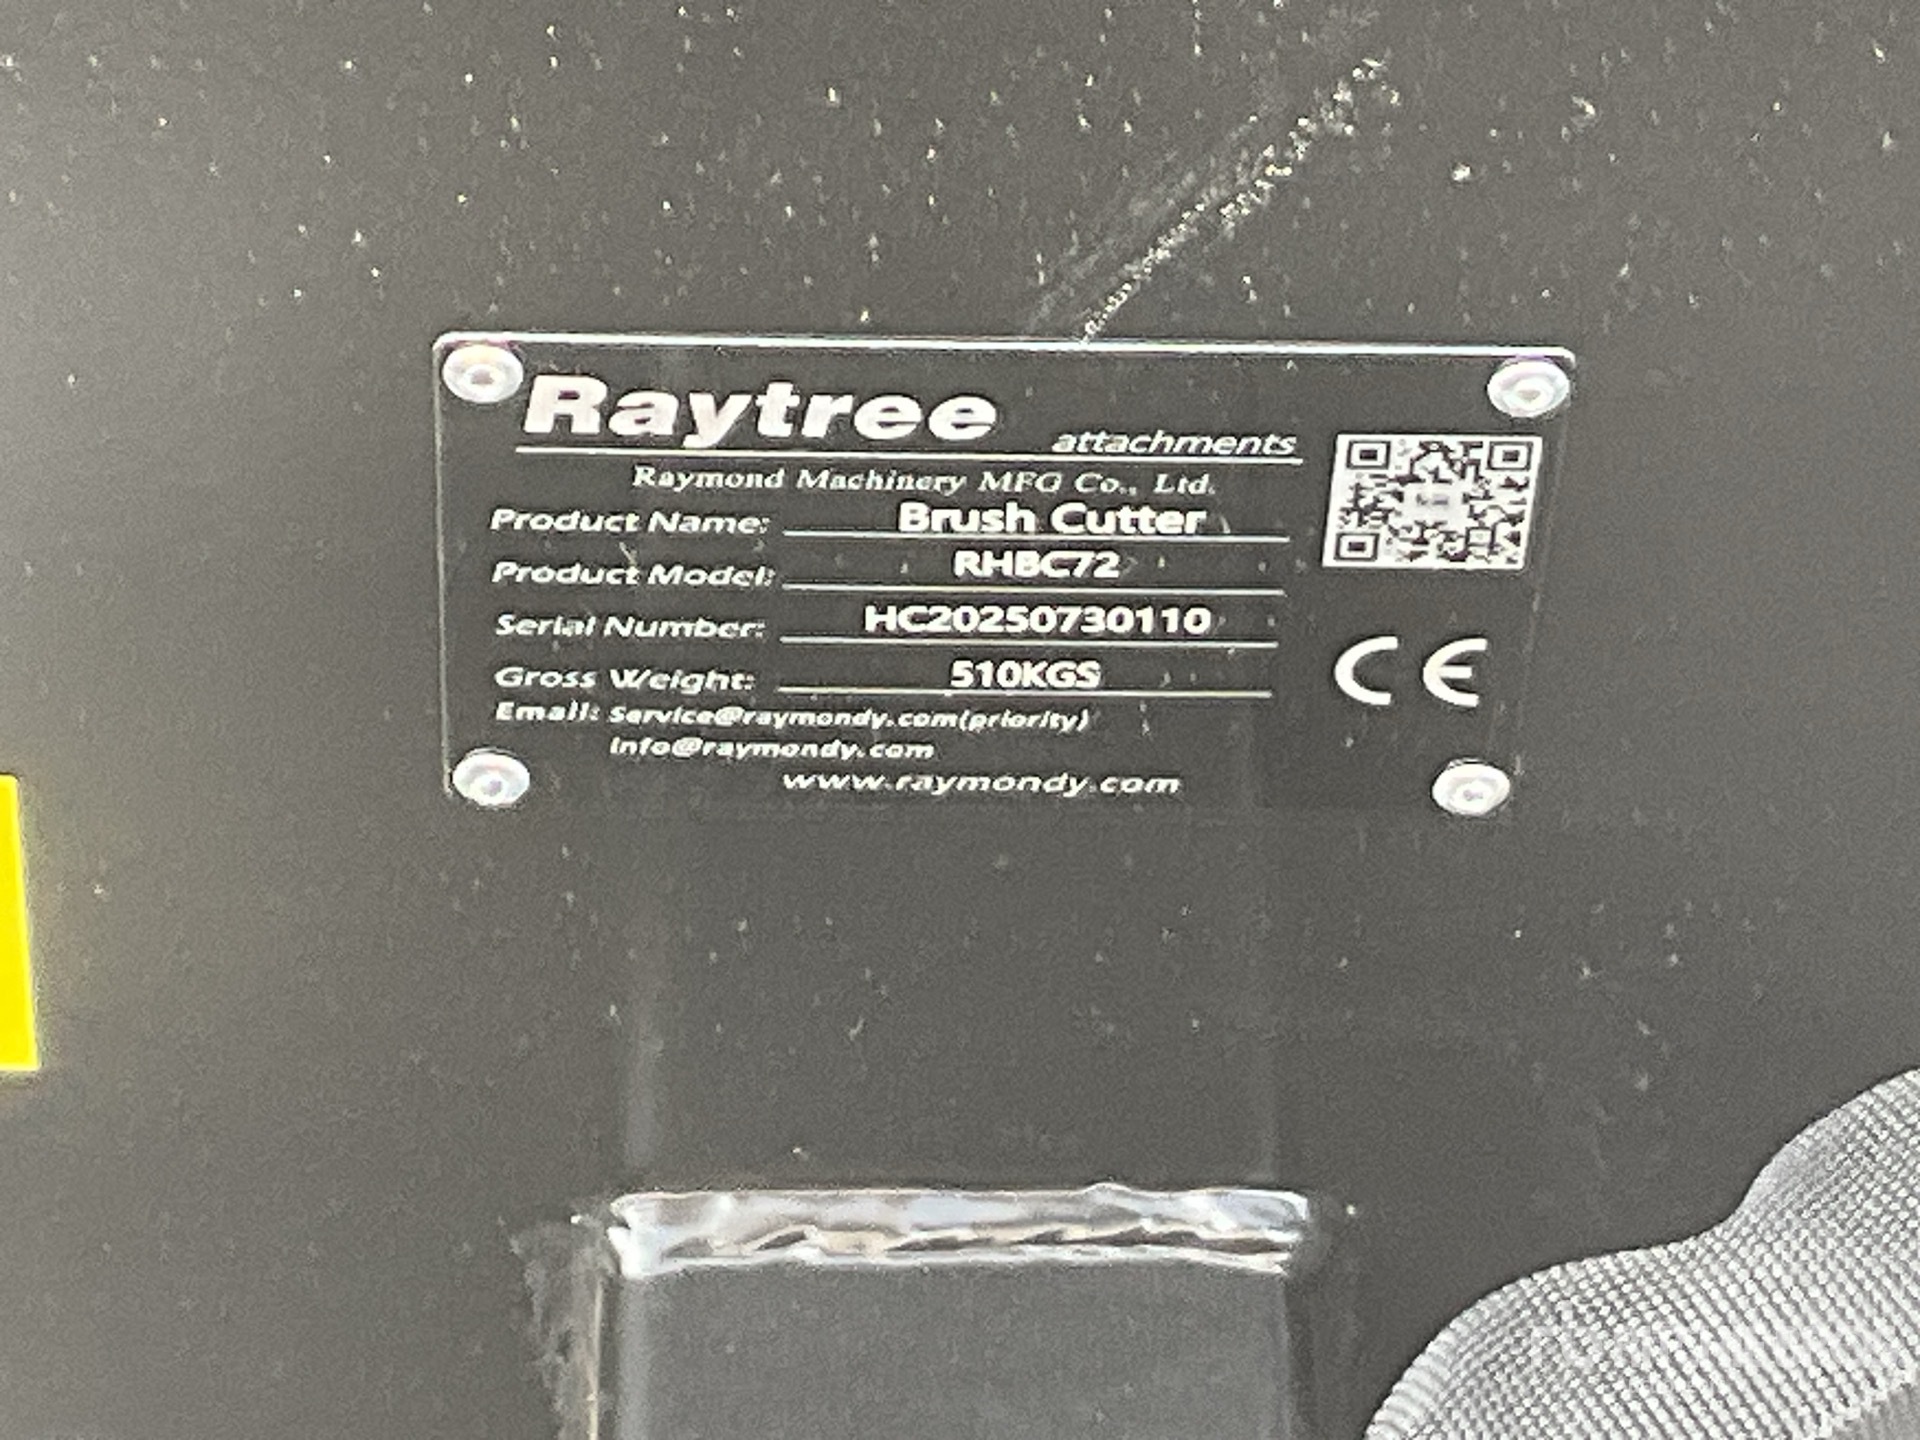 Raytree
attachments
Raymond Machinery MFG Co., Ltd.
Product Name: Brush Cutter
Product Model: RHBC72
Serial Number: HC20250730110
Gross Weight: 510KGS
Email: Service@raymondy.com(priority)
Info@raymondy.com
www.raymondy.com
CE